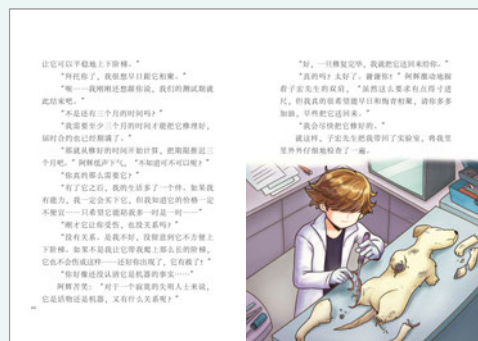 让它可以平稳地上下阶梯。”
“拜托你了，我很想早日跟它相聚。”
“呃——我刚刚还想跟你说，我们的测试期就
此结束吧。”
“不是还有三个月的时间吗？”
“我需要至少三个月的时间才能把它修理好，
届时合约也已经期满了。”
“那就从修好的时间开始计算，把期限推迟三
个月吧。”阿辉低声下气，“不知道可不可以呢？”
“你真的那么需要它？”
“有了它之后，我的生活多了一个伴。如果我
有能力，我一定会买下它，但我知道它的价格一定
不便宜——只希望它能陪我多一时是一时——”
“刚才它让你受伤，也没关系吗？”
“没有关系。是我不好，没留意到它不方便上
下阶梯。如果不是我让它带我爬上那么长的阶梯，
它也不会伤成这样——还好你出现了，它有救了！”
“你好像还没认清它是机器的事实——”
阿辉苦笑：“对于一个寂寞的失明人士来说，
它是活物还是机器，又有什么关系呢？”
“好，一旦修复完毕，我就把它送回来给你。”
“真的吗？太好了。谢谢你！”阿辉激动地握
着子宏先生的双肩，“虽然这么要求有点得寸进
尺，但我真的很希望能早日和悔育相聚，请你多多
加油，早些把它送回来。”
“我会尽快把它修好的。”
就这样，子宏先生把我带回了实验室，将我里
里外外仔细地检查了一遍。